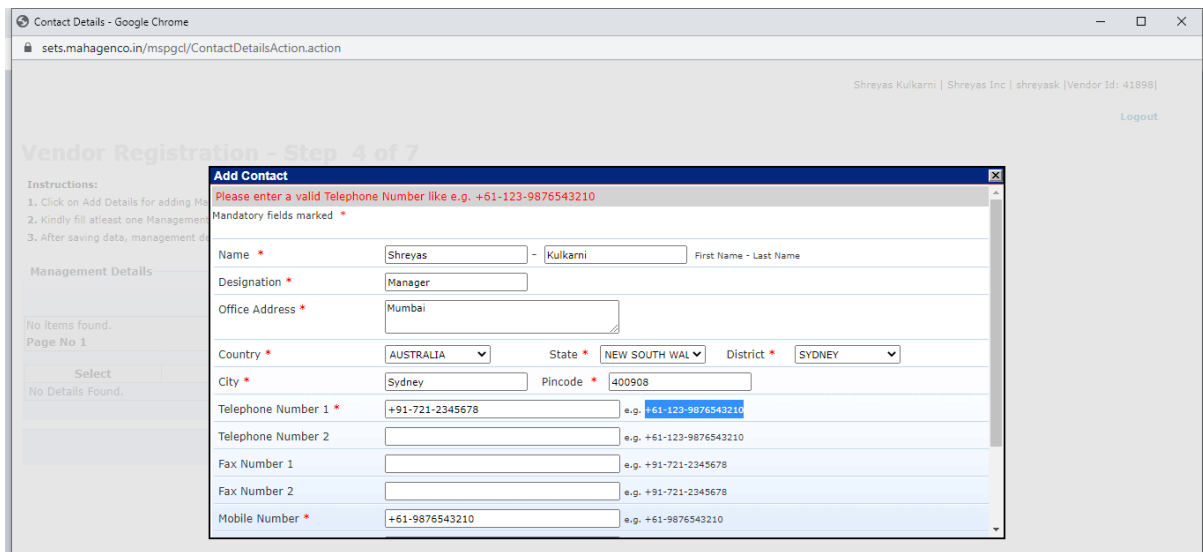 Contact Details - Google Chrome
sets.mahagenco.in/mspgcl/ContactDetailsAction.action
Shreyas Kulkarni | Shreyas Inc | shreyask |Vendor Id: 41898|
Logout
Vendor Registration - Step 4 of 7
Instructions:
1. Click on Add Details for adding Ma
2. Kindly fill atleast one Management
3. After saving data, management de
Management Details
No items found.
Page No 1
Select
No Details Found.
Add Contact
Please enter a valid Telephone Number like e.g. +61-123-9876543210
Mandatory fields marked *
Name * Shreyas - Kulkarni First Name - Last Name
Designation * Manager
Office Address * Mumbai
Country * AUSTRALIA State * NEW SOUTH WAL District * SYDNEY
City * Sydney Pincode * 400908
Telephone Number 1 * +91-721-2345678 e.g. +61-123-9876543210
Telephone Number 2 e.g. +61-123-9876543210
Fax Number 1 e.g. +91-721-2345678
Fax Number 2 e.g. +91-721-2345678
Mobile Number * +61-9876543210 e.g. +61-9876543210